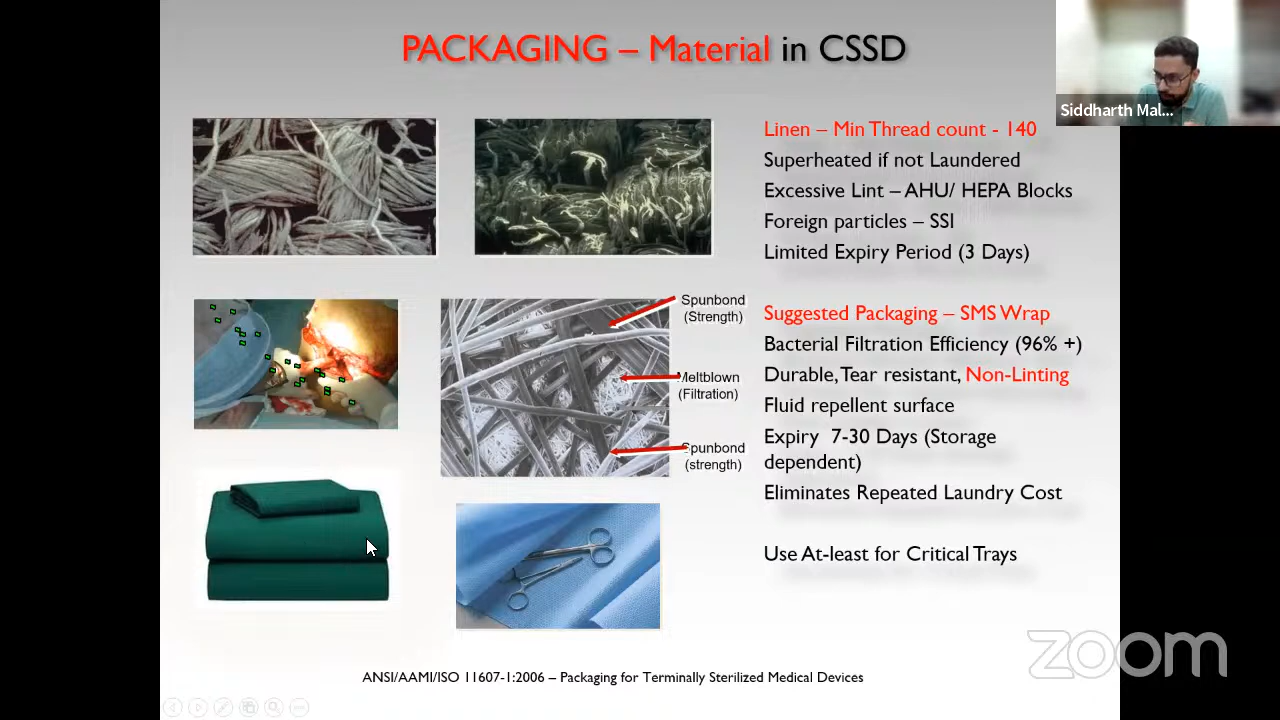 PACKAGING – Material in CSSD
Siddharth Mal...
Linen – Min Thread count - 140
Superheated if not Laundered
Excessive Lint – AHU/ HEPA Blocks
Foreign particles – SSI
Limited Expiry Period (3 Days)
Spunbond
(Strength)
Meltblown
(Filtration)
Spunbond
(strength)
Suggested Packaging – SMS Wrap
Bacterial Filtration Efficiency (96% +)
Durable, Tear resistant, Non-Linting
Fluid repellent surface
Expiry 7-30 Days (Storage
dependent)
Eliminates Repeated Laundry Cost
Use At-least for Critical Trays
zoom
ANSI/AAMI/ISO 11607-1:2006 – Packaging for Terminally Sterilized Medical Devices